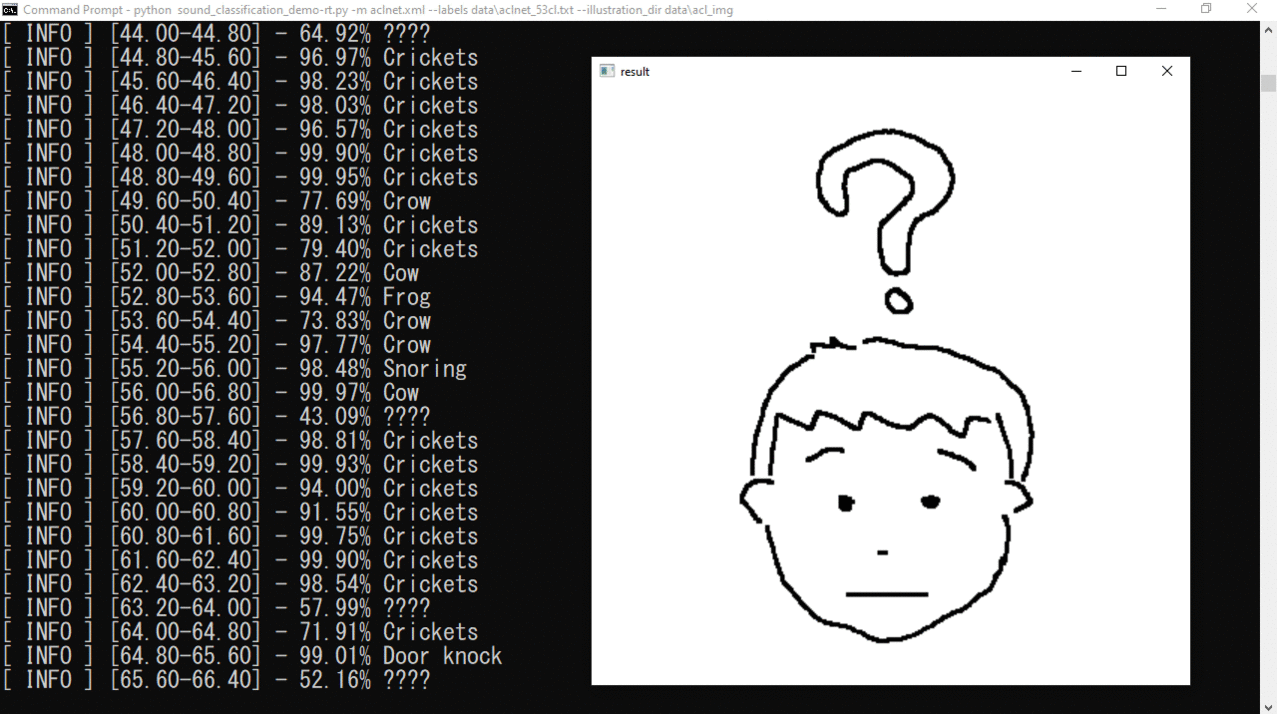 Command Prompt - python sound_classification_demo-rt.py -m aclnet.xml --labels data\aclnet_53cl.txt --illustration_dir data\acl_img
[ INFO ] [44.00-44.80] - 64.92% ????
[ INFO ] [44.80-45.60] - 96.97% Crickets
[ INFO ] [45.60-46.40] - 98.23% Crickets
[ INFO ] [46.40-47.20] - 98.03% Crickets
[ INFO ] [47.20-48.00] - 96.57% Crickets
[ INFO ] [48.00-48.80] - 99.90% Crickets
[ INFO ] [48.80-49.60] - 99.95% Crickets
[ INFO ] [49.60-50.40] - 77.69% Crow
[ INFO ] [50.40-51.20] - 89.13% Crickets
[ INFO ] [51.20-52.00] - 79.40% Crickets
[ INFO ] [52.00-52.80] - 87.22% Cow
[ INFO ] [52.80-53.60] - 94.47% Frog
[ INFO ] [53.60-54.40] - 73.83% Crow
[ INFO ] [54.40-55.20] - 97.77% Crow
[ INFO ] [55.20-56.00] - 98.48% Snoring
[ INFO ] [56.00-56.80] - 99.97% Cow
[ INFO ] [56.80-57.60] - 43.09% ????
[ INFO ] [57.60-58.40] - 98.81% Crickets
[ INFO ] [58.40-59.20] - 99.93% Crickets
[ INFO ] [59.20-60.00] - 94.00% Crickets
[ INFO ] [60.00-60.80] - 91.55% Crickets
[ INFO ] [60.80-61.60] - 99.75% Crickets
[ INFO ] [61.60-62.40] - 99.90% Crickets
[ INFO ] [62.40-63.20] - 98.54% Crickets
[ INFO ] [63.20-64.00] - 57.99% ????
[ INFO ] [64.00-64.80] - 71.91% Crickets
[ INFO ] [64.80-65.60] - 99.01% Door knock
[ INFO ] [65.60-66.40] - 52.16% ????
result
?